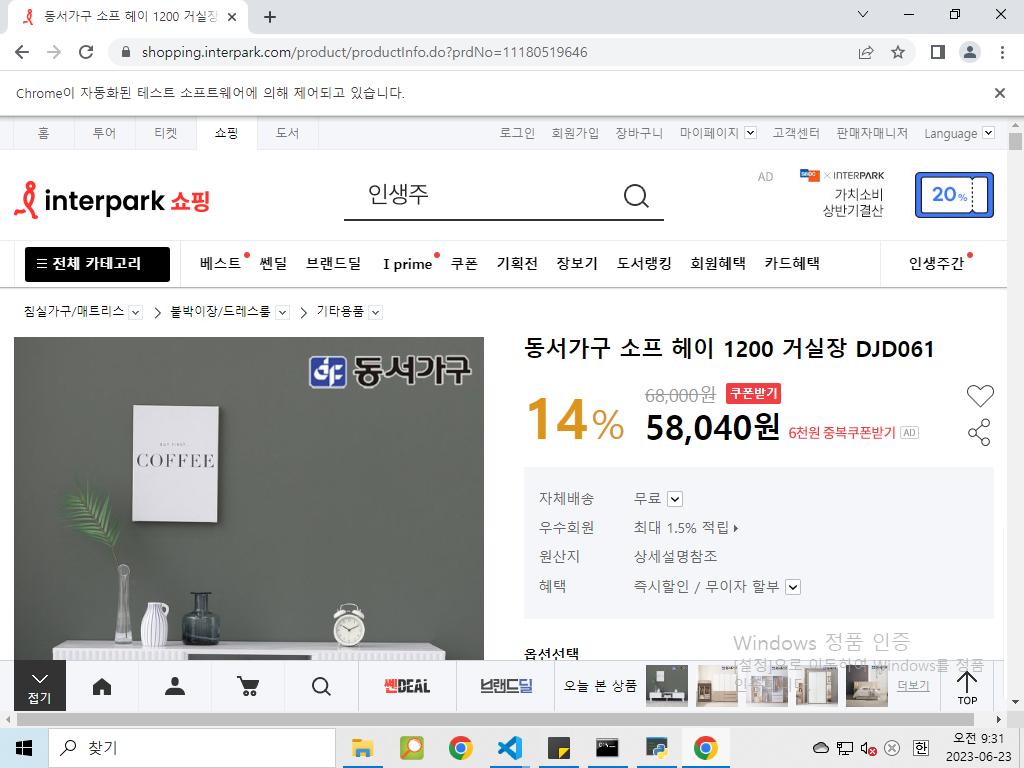 동서가구 소프 헤이 1200 거실장
shopping.interpark.com/product/productInfo.do?prdNo=11180519646
Chrome이 자동화된 테스트 소프트웨어에 의해 제어되고 있습니다.
홈 투어 티켓 쇼핑 도서 로그인 회원가입 장바구니 마이페이지 고객센터 판매자매니저 Language
interpark 쇼핑 인생주 AD × INTERPARK
가치소비
상반기결산
20%
☰ 전체 카테고리 베스트 쎈딜 브랜드딜 I prime 쿠폰 기획전 장보기 도서랭킹 회원혜택 카드혜택 인생주간
침실가구/매트리스 > 붙박이장/드레스룸 > 기타용품
동서가구
BUT FIRST,
COFFEE
동서가구 소프 헤이 1200 거실장 DJD061
14% 68,000원 쿠폰받기
58,040원 6천원 중복쿠폰받기 AD
자체배송 무료
우수회원 최대 1.5% 적립
원산지 상세설명참조
혜택 즉시할인 / 무이자 할부
옵션선택
Windows 정품 인증
[설정]으로 이동하여 Windows를 정품
접기 쎈DEAL 브랜드딜 오늘 본 상품 더보기 TOP
찾기
한
오전 9:31
2023-06-23